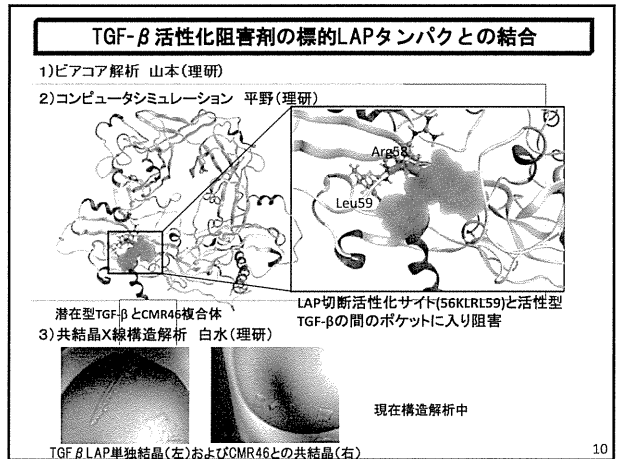 TGF-β活性化阻害剤の標的LAPタンパクとの結合
1)ビアコア解析 山本(理研)
2)コンピュータシミュレーション 平野(理研)
Arg58
Leu59
潜在型TGF-βとCMR46複合体
LAP切断活性化サイト(56KLRL59)と活性型
TGF-βの間のポケットに入り阻害
3)共結晶X線構造解析 白水(理研)
現在構造解析中
TGFβLAP単独結晶(左)およびCMR46との共結晶(右)
10